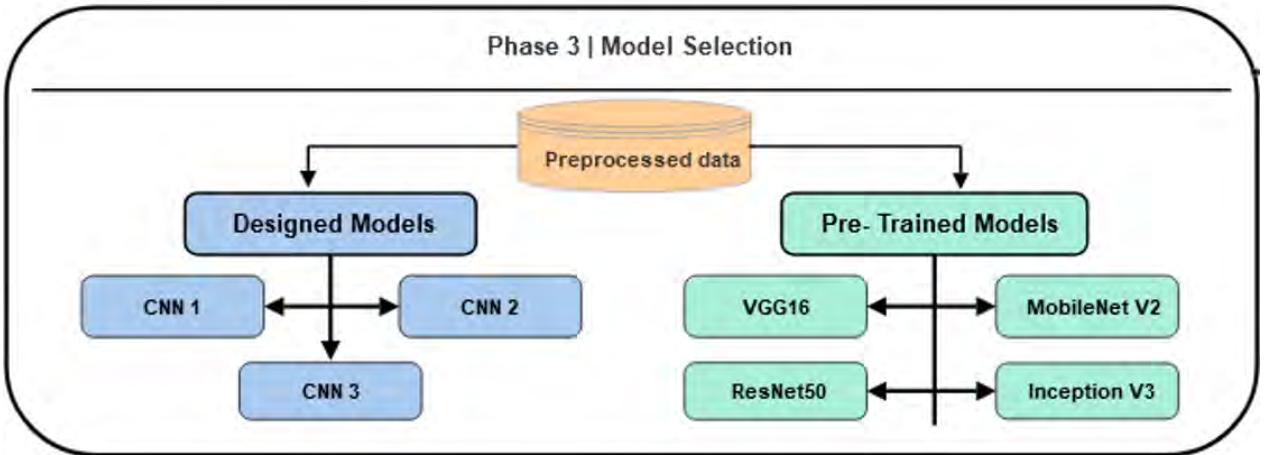 Phase 3 | Model Selection
Preprocessed data
Designed Models
Pre- Trained Models
CNN 1
CNN 2
VGG16
MobileNet V2
CNN 3
ResNet50
Inception V3